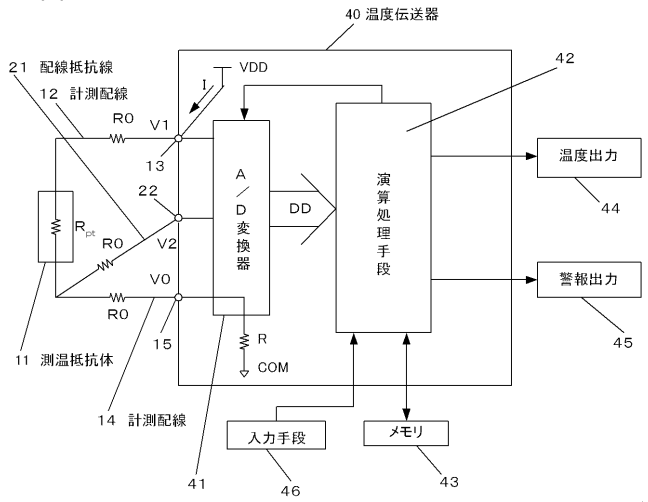 40 温度伝送器
21 配線抵抗線
12 計測配線
VDD
I
42
R0
V1
13
22
A/D変換器
DD
演算処理手段
温度出力
44
Rpt
R0
V2
V0
R0
15
R
COM
警報出力
45
11 測温抵抗体
14 計測配線
41
入力手段
46
メモリ
43